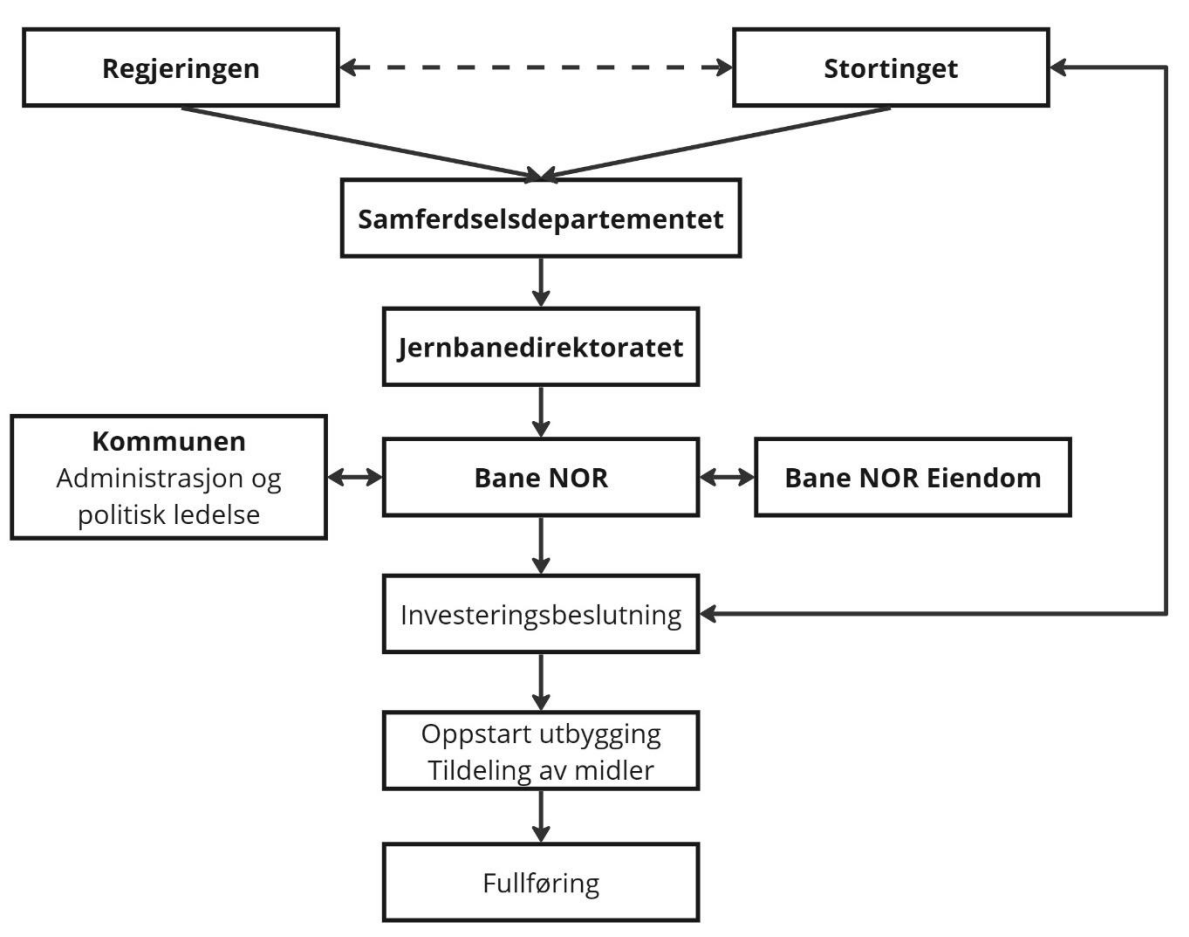 Regjeringen
Stortinget
Samferdselsdepartementet
Jernbanedirektoratet
Kommunen
Administrasjon og
politisk ledelse
Bane NOR
Bane NOR Eiendom
Investeringsbeslutning
Oppstart utbygging
Tildeling av midler
Fullføring